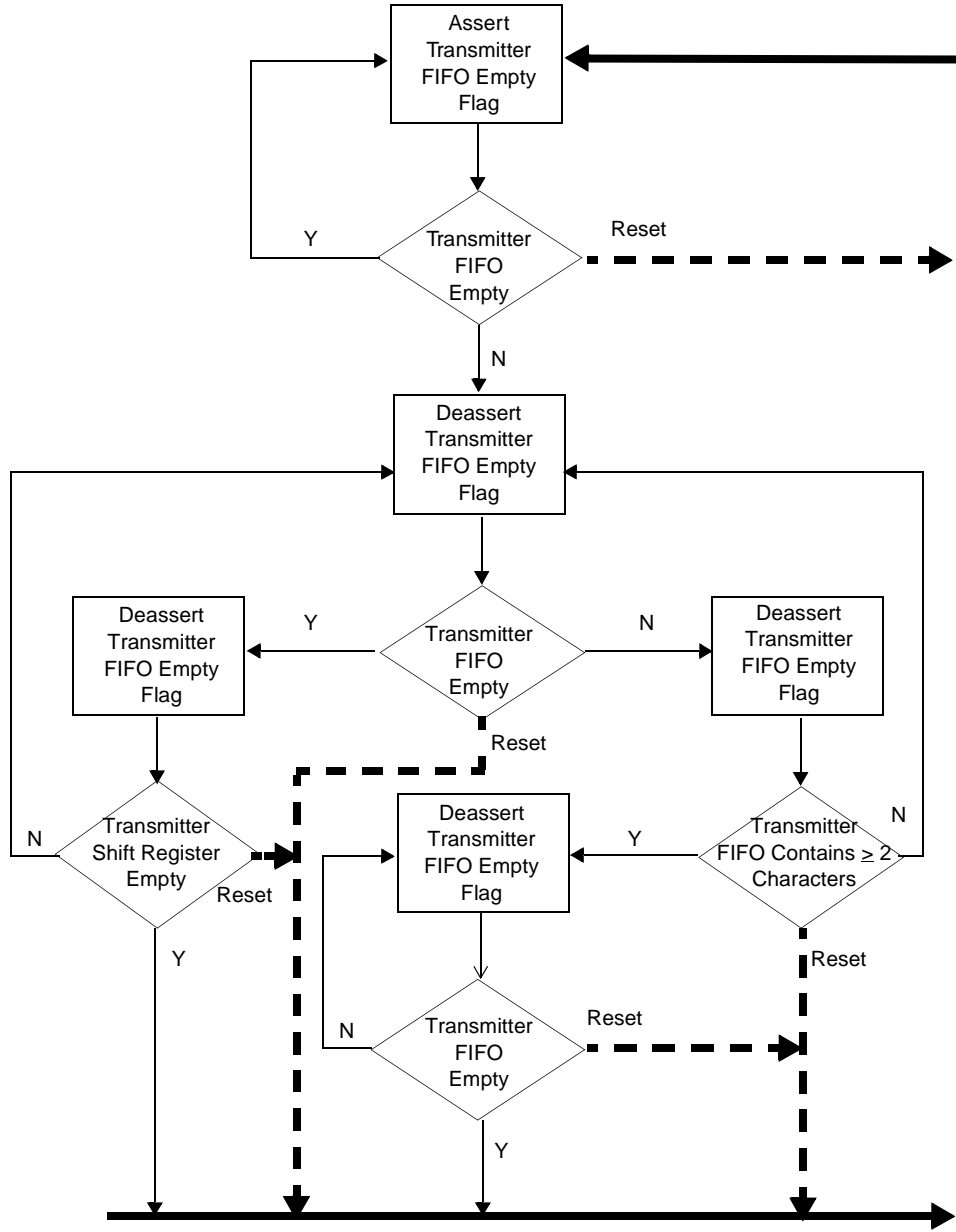 Assert
Transmitter
FIFO Empty
Flag
Y
Transmitter
FIFO
Empty
Reset
N
Deassert
Transmitter
FIFO Empty
Flag
Deassert
Transmitter
FIFO Empty
Flag
Y
Transmitter
FIFO
Empty
N
Deassert
Transmitter
FIFO Empty
Flag
Reset
N
Transmitter
Shift Register
Empty
Reset
Y
Deassert
Transmitter
FIFO Empty
Flag
Y
Transmitter
FIFO Contains ≥ 2
Characters
N
Reset
N
Transmitter
FIFO
Empty
Reset
Y